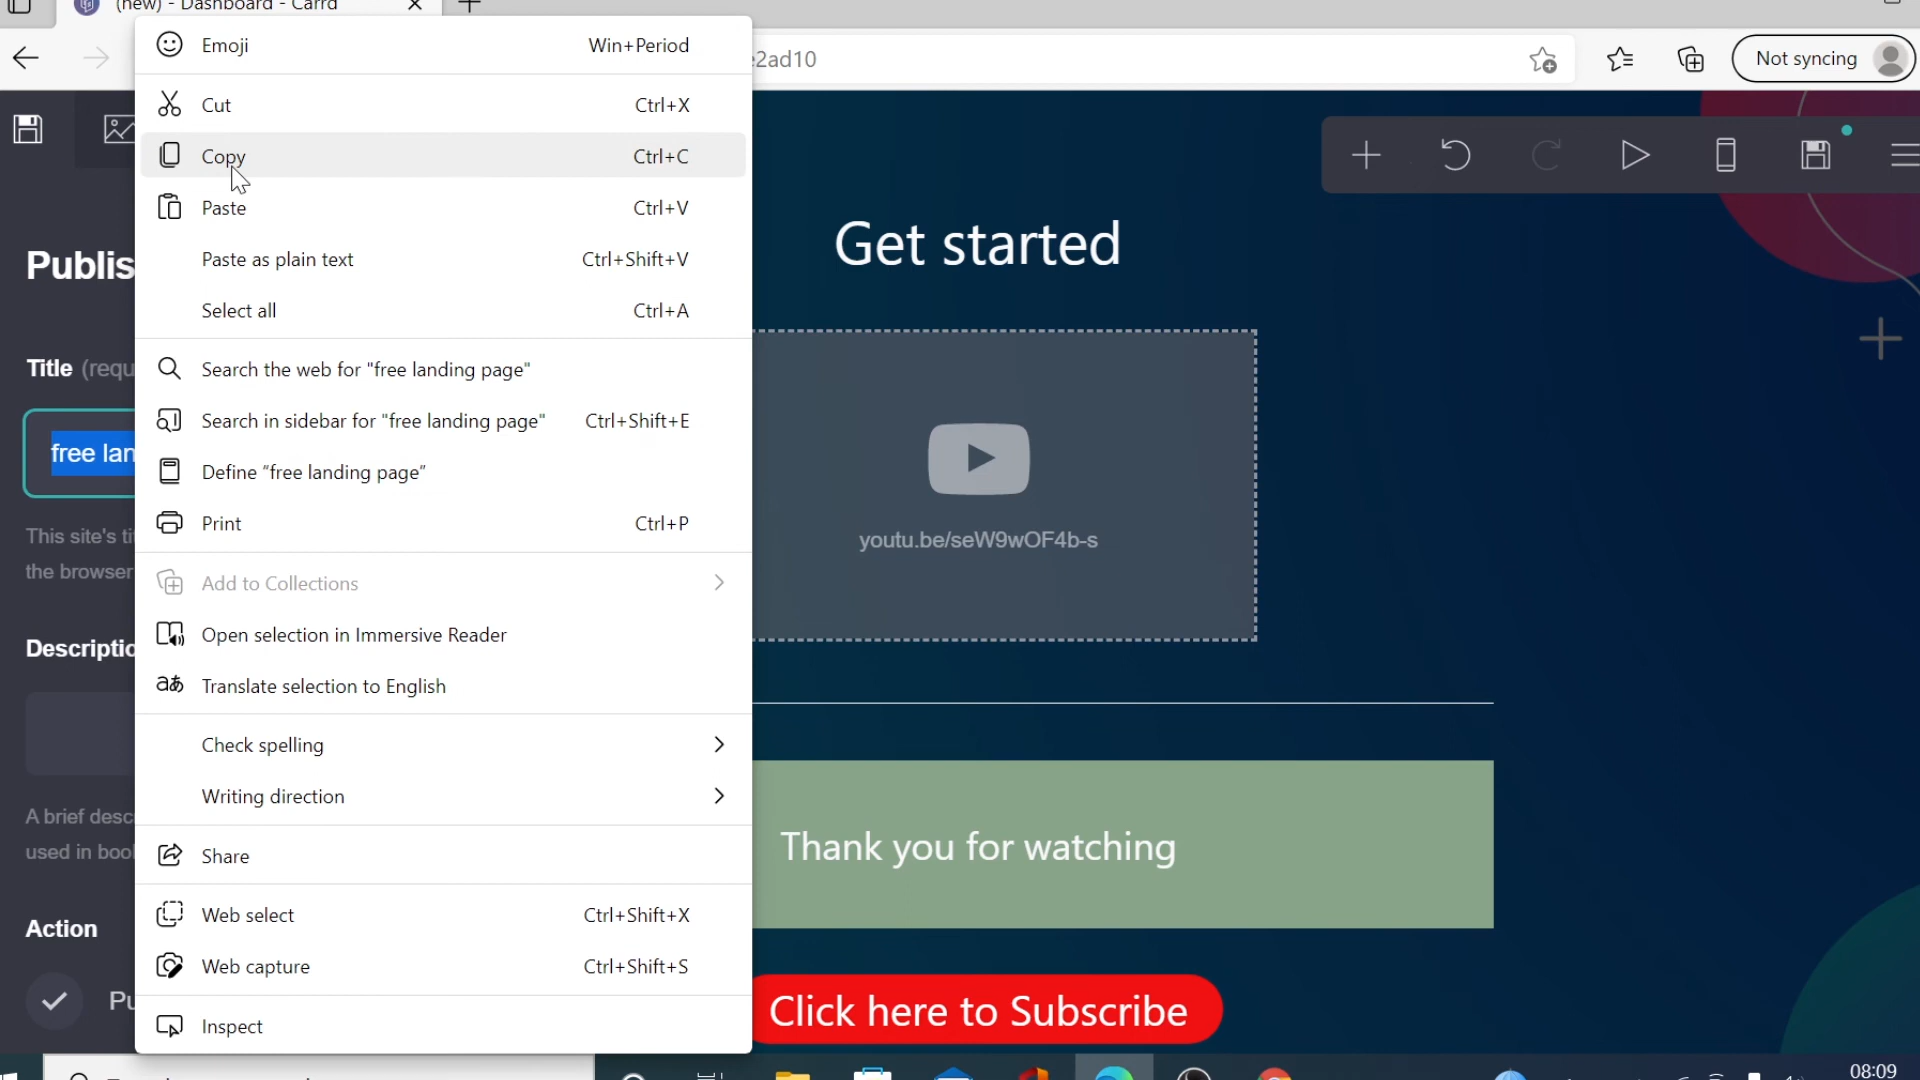 (new) - Dashboard - Carrd
2ad10
Not syncing
Emoji Win+Period
Cut Ctrl+X
Copy Ctrl+C
Paste Ctrl+V
Paste as plain text Ctrl+Shift+V
Select all Ctrl+A
Search the web for "free landing page"
Search in sidebar for "free landing page" Ctrl+Shift+E
Define "free landing page"
Print Ctrl+P
Add to Collections
Open selection in Immersive Reader
Translate selection to English
Check spelling
Writing direction
Share
Web select Ctrl+Shift+X
Web capture Ctrl+Shift+S
Inspect
Publis
Title (requ
free lan
This site's ti
the browser
Descriptio
A brief desc
used in boo
Action
Pu
Get started
youtu.be/seW9wOF4b-s
Thank you for watching
Click here to Subscribe
08:09